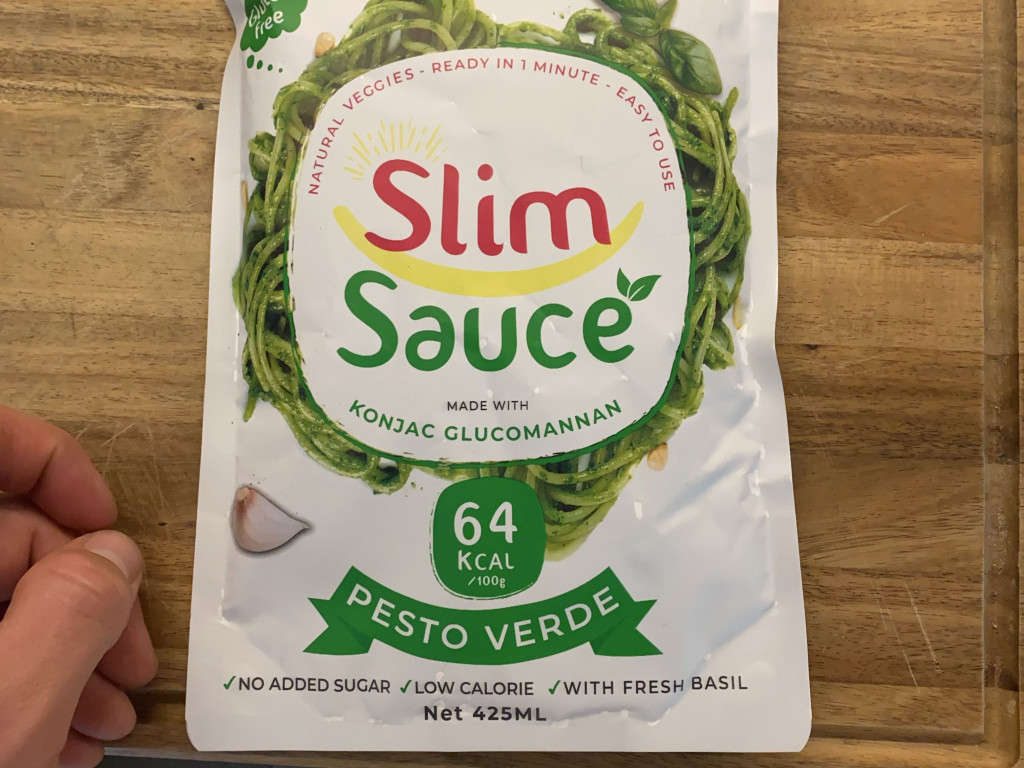 free
NATURAL VEGGIES - READY IN 1 MINUTE - EASY TO USE
Slim
Sauce
MADE WITH
KONJAC GLUCOMANNAN
64
KCAL
/100g
PESTO VERDE
✓NO ADDED SUGAR ✓LOW CALORIE ✓WITH FRESH BASIL
Net 425ML